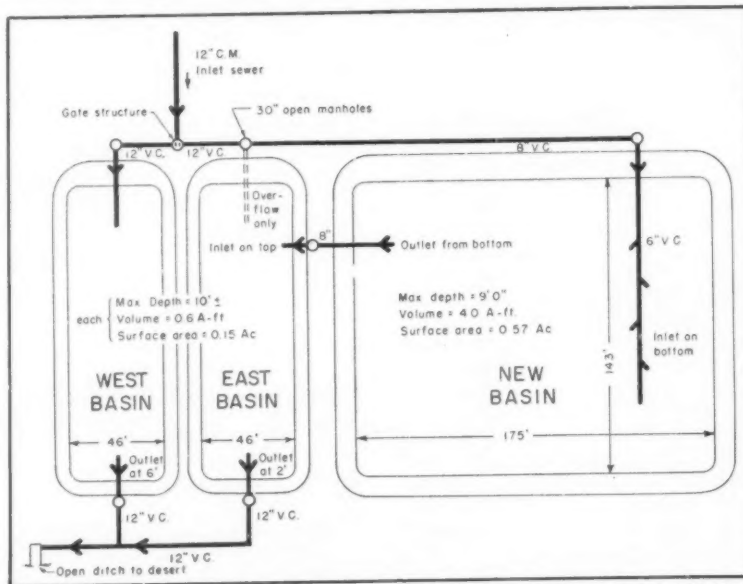 12" C.M.
Inlet sewer
Gate structure
30" open manholes
12" V.C.
12" V.C.
8" V.C.
Over-
flow
only
8"
Inlet on top
Outlet from bottom
6" V.C.
each
Max Depth = 10' ±
Volume = 0.6 A-ft
Surface area = 0.15 Ac
Max depth = 9'0"
Volume = 4.0 A-ft.
Surface area = 0.57 Ac
Inlet on
bottom
143'
WEST
BASIN
EAST
BASIN
NEW
BASIN
46'
46'
175'
Outlet
at 6'
Outlet
at 2'
12" V.C.
12" V.C.
12" V.C.
Open ditch to desert